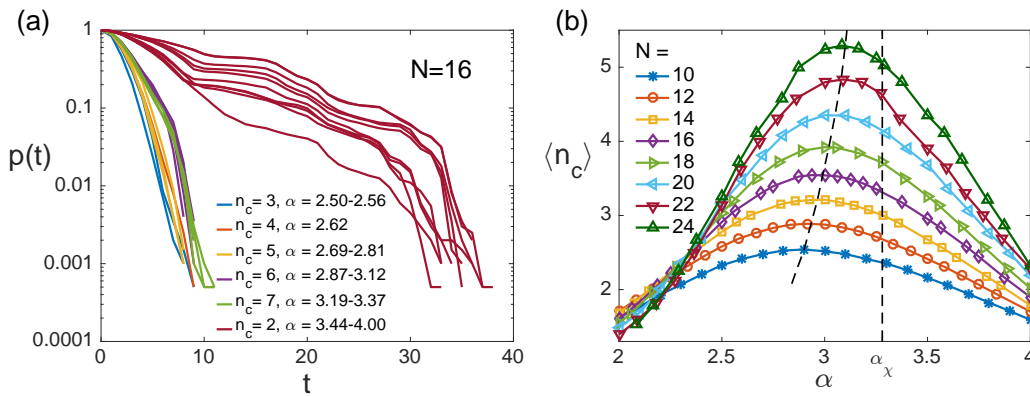 (a)
1
0.1
p(t)
0.01
0.001
0.0001
0
10
20
30
40
t
N=16
n_c= 3, α = 2.50-2.56
n_c= 4, α = 2.62
n_c= 5, α = 2.69-2.81
n_c= 6, α = 2.87-3.12
n_c= 7, α = 3.19-3.37
n_c= 2, α = 3.44-4.00
(b)
5
4
⟨n_c⟩
3
2
2
2.5
3
α_χ
3.5
4
α
N =
10
12
14
16
18
20
22
24